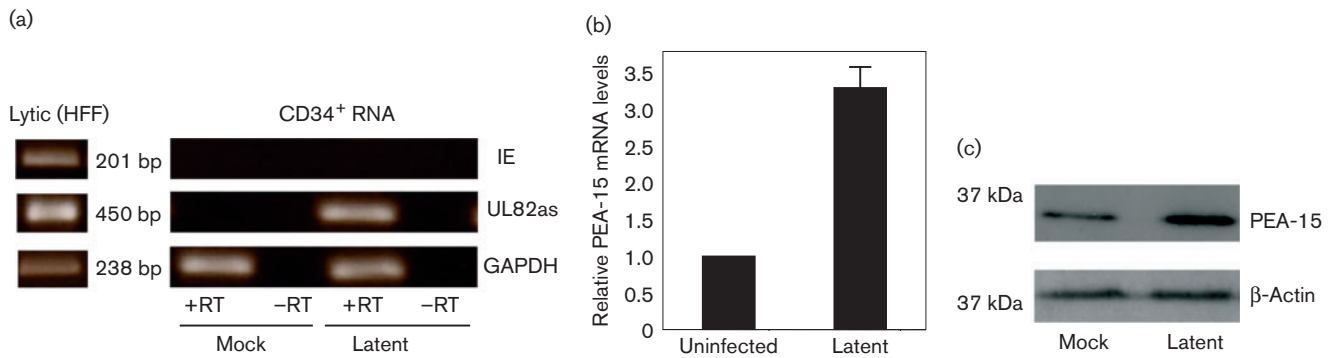 (a)
Lytic (HFF)
CD34+ RNA
201 bp
IE
450 bp
UL82as
238 bp
GAPDH
+RT −RT +RT −RT
Mock Latent
(b)
Relative PEA-15 mRNA levels
3.5
3.0
2.5
2.0
1.5
1.0
0.5
0
Uninfected Latent
(c)
37 kDa
PEA-15
37 kDa
β-Actin
Mock Latent